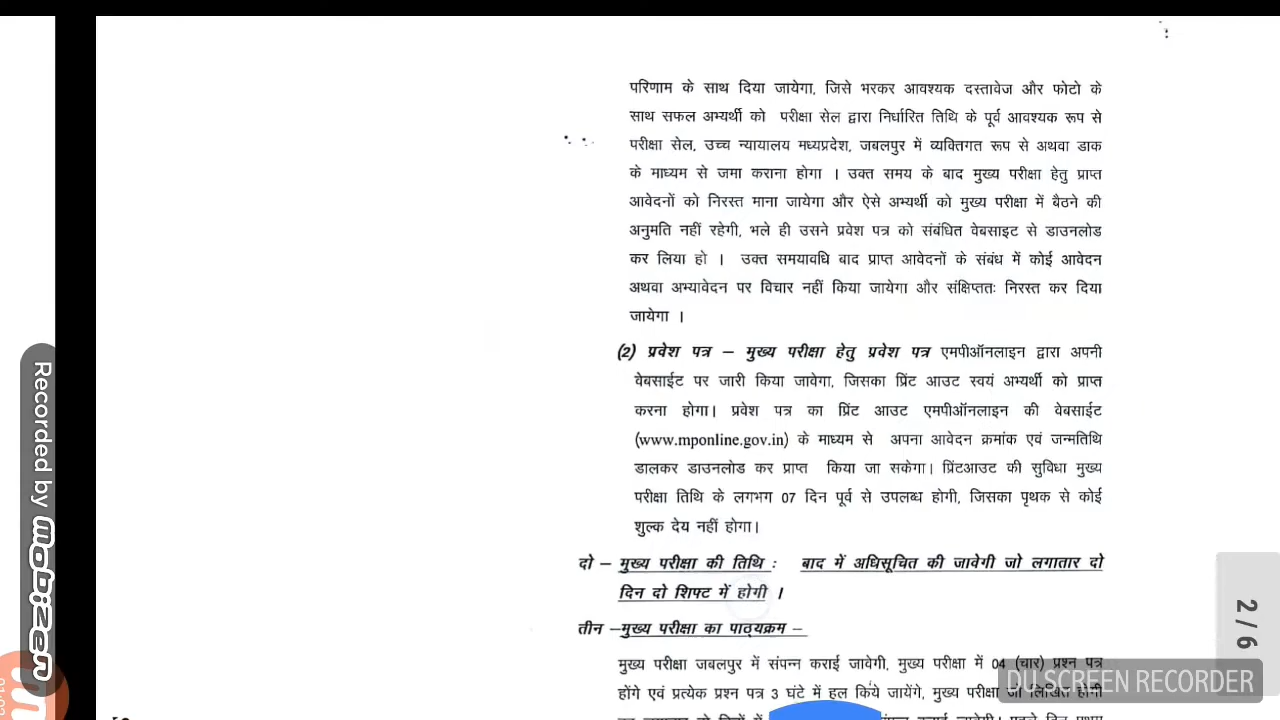 परिणाम के साथ दिया जायेगा, जिसे भरकर आवश्यक दस्तावेज और फोटो के
साथ सफल अभ्यर्थी को परीक्षा सेल द्वारा निर्धारित तिथि के पूर्व आवश्यक रूप से
परीक्षा सेल, उच्च न्यायालय मध्यप्रदेश, जबलपुर में व्यक्तिगत रूप से अथवा डाक
के माध्यम से जमा कराना होगा । उक्त समय के बाद मुख्य परीक्षा हेतु प्राप्त
आवेदनों को निरस्त माना जायेगा और ऐसे अभ्यर्थी को मुख्य परीक्षा में बैठने की
अनुमति नहीं रहेगी, भले ही उसने प्रवेश पत्र को संबंधित वेबसाइट से डाउनलोड
कर लिया हो । उक्त समयावधि बाद प्राप्त आवेदनों के संबंध में कोई आवेदन
अथवा अभ्यावेदन पर विचार नहीं किया जायेगा और संक्षिप्ततः निरस्त कर दिया
जायेगा ।
(2) प्रवेश पत्र – मुख्य परीक्षा हेतु प्रवेश पत्र एमपीऑनलाइन द्वारा अपनी
वेबसाईट पर जारी किया जावेगा, जिसका प्रिंट आउट स्वयं अभ्यर्थी को प्राप्त
करना होगा। प्रवेश पत्र का प्रिंट आउट एमपीऑनलाइन की वेबसाईट
(www.mponline.gov.in) के माध्यम से अपना आवेदन क्रमांक एवं जन्मतिथि
डालकर डाउनलोड कर प्राप्त किया जा सकेगा। प्रिंटआउट की सुविधा मुख्य
परीक्षा तिथि के लगभग 07 दिन पूर्व से उपलब्ध होगी, जिसका पृथक से कोई
शुल्क देय नहीं होगा।
दो – मुख्य परीक्षा की तिथि : बाद में अधिसूचित की जावेगी जो लगातार दो
दिन दो शिफ्ट में होगी ।
तीन –मुख्य परीक्षा का पाठ्यक्रम –
मुख्य परीक्षा जबलपुर में संपन्न कराई जावेगी, मुख्य परीक्षा में 04 (चार) प्रश्न पत्र
होंगे एवं प्रत्येक प्रश्न पत्र 3 घंटे में हल किये जायेंगे, मुख्य परीक्षा जो लिखित होगी
Recorded by mobizen
2 / 6
DU SCREEN RECORDER